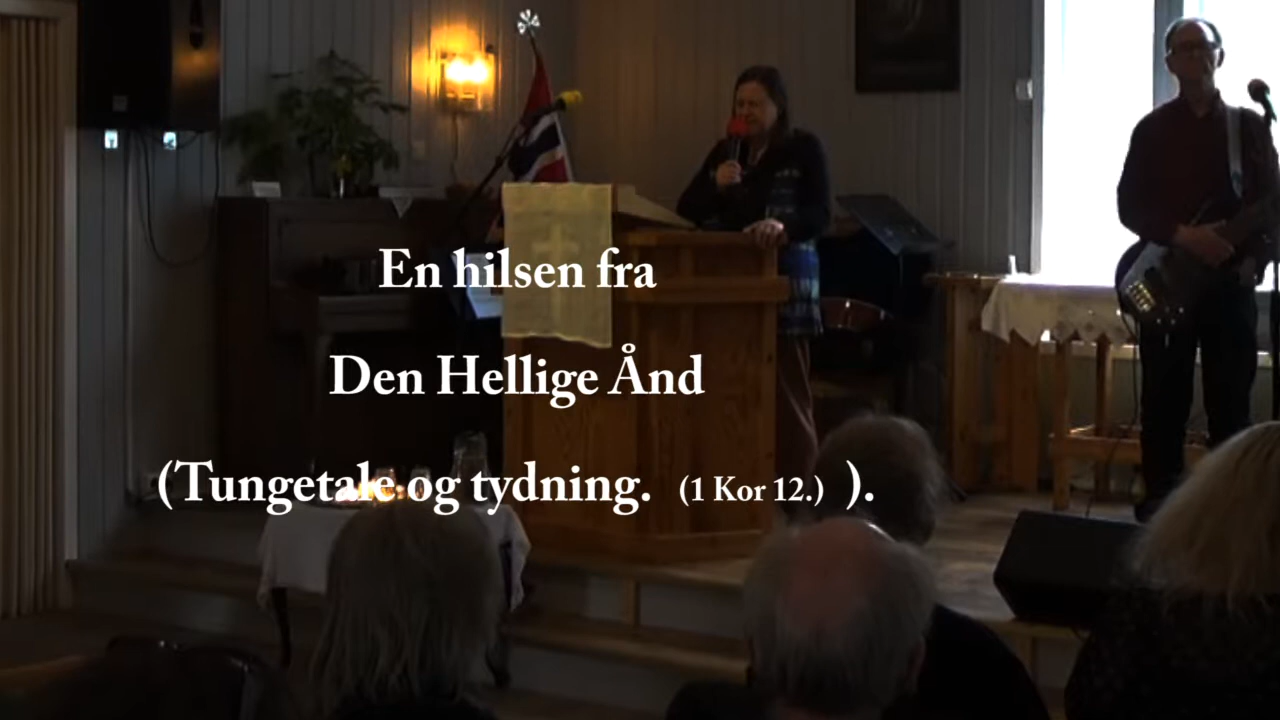 En hilsen fra
Den Hellige Ånd
(Tungetale og tydning. (1 Kor 12.) ).